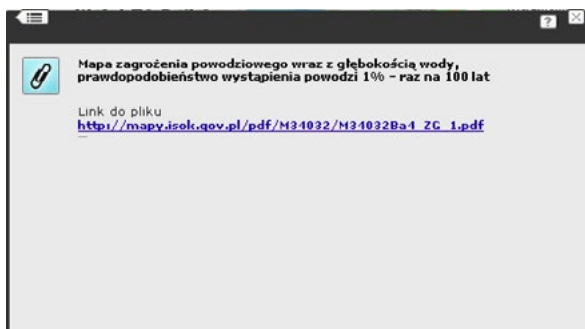 Mapa zagrożenia powodziowego wraz z głębokością wody,
prawdopodobieństwo wystąpienia powodzi 1% - raz na 100 lat
Link do pliku
http://mapy.isok.gov.pl/pdf/M34032/M34032Ba4_ZG_1.pdf